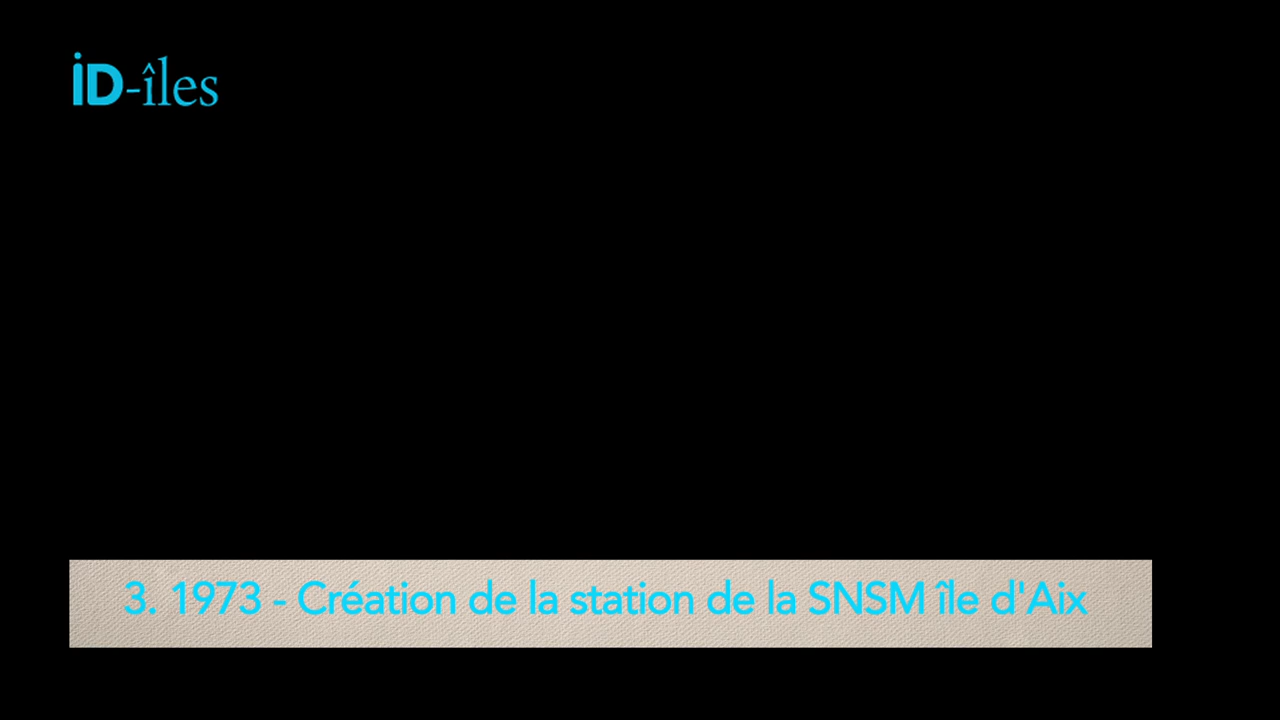 iD-îles
3. 1973 - Création de la station de la SNSM île d'Aix